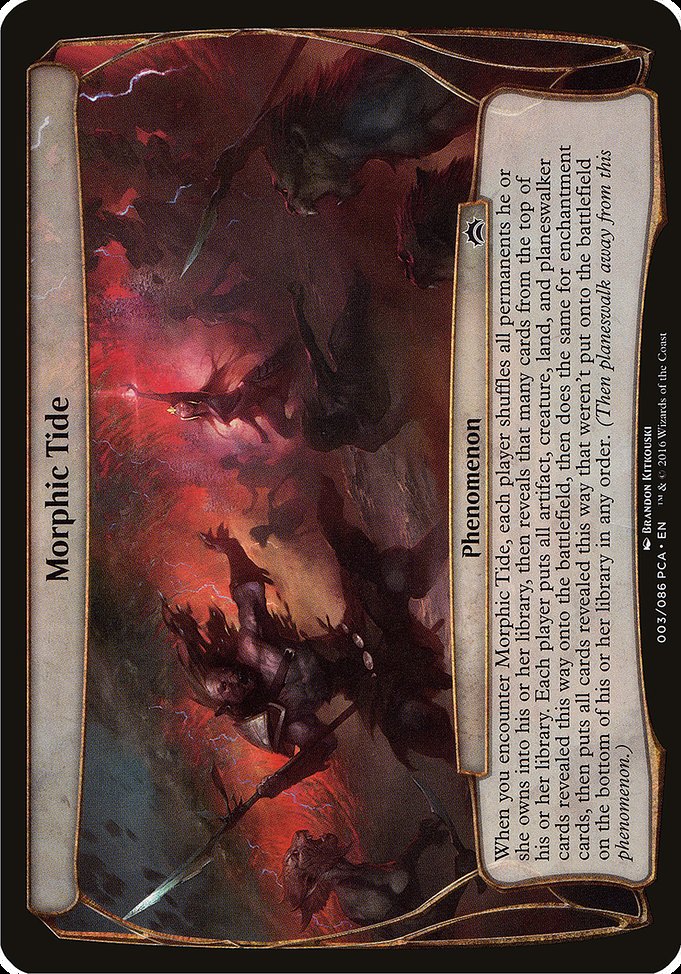 Morphic Tide
Phenomenon
When you encounter Morphic Tide, each player shuffles all permanents he or
she owns into his or her library, then reveals that many cards from the top of
his or her library. Each player puts all artifact, creature, land, and planeswalker
cards revealed this way onto the battlefield, then does the same for enchantment
cards, then puts all cards revealed this way that weren't put onto the battlefield
on the bottom of his or her library in any order. (Then planeswalk away from this
phenomenon.)
Brandon Kitkouski
003/086 PCA • EN ™ & © 2016 Wizards of the Coast